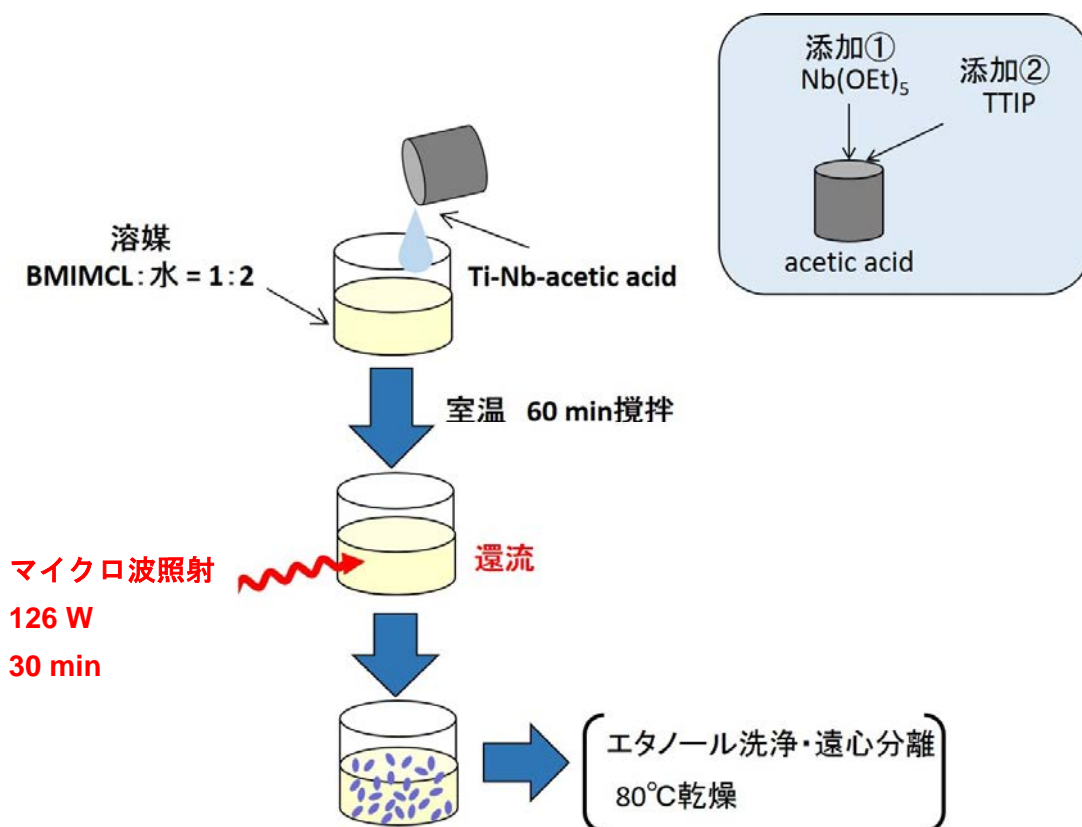 添加①
Nb(OEt)₅
添加②
TTIP
acetic acid
溶媒
BMIMCL:水 = 1:2
Ti-Nb-acetic acid
室温 60 min撹拌
マイクロ波照射
126 W
30 min
還流
エタノール洗浄・遠心分離
80℃乾燥